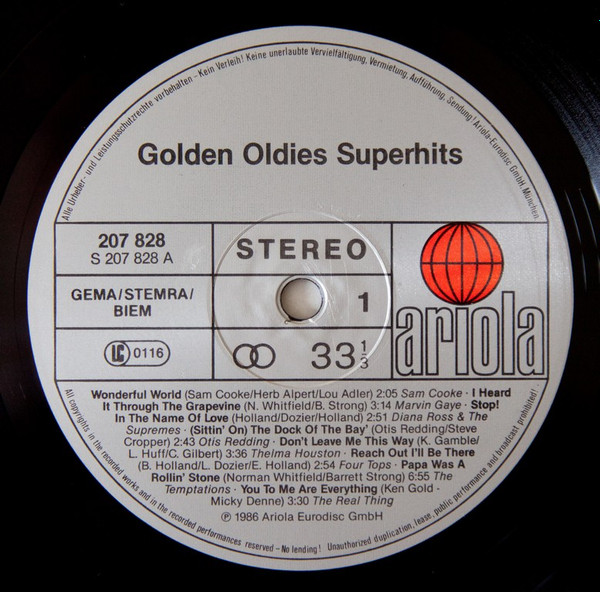 Alle Urheber- und Leistungsschutzrechte vorbehalten - Kein Verleih! Keine unerlaubte Vervielfältigung, Vermietung, Aufführung, Sendung! Ariola-Eurodisc GmbH, München
Golden Oldies Superhits
207 828
S 207 828 A
STEREO
GEMA/STEMRA/
BIEM
1
LC 0116
33 1/3
ariola
Wonderful World (Sam Cooke/Herb Alpert/Lou Adler) 2:05 Sam Cooke · I Heard
It Through The Grapevine (N. Whitfield/B. Strong) 3:14 Marvin Gaye · Stop!
In The Name Of Love (Holland/Dozier/Holland) 2:51 Diana Ross & The
Supremes · (Sittin' On) The Dock Of The Bay' (Otis Redding/Steve
Cropper) 2:43 Otis Redding · Don't Leave Me This Way (K. Gamble/
L. Huff/C. Gilbert) 3:36 Thelma Houston · Reach Out I'll Be There
(B. Holland/L. Dozier/E. Holland) 2:54 Four Tops · Papa Was A
Rollin' Stone (Norman Whitfield/Barrett Strong) 6:55 The
Temptations · You To Me Are Everything (Ken Gold ·
Micky Denne) 3:30 The Real Thing
℗ 1986 Ariola Eurodisc GmbH
All copyrights in the works and in the recorded performances reserved – No lending! Unauthorized duplication, lease, public performance and broadcast prohibited!